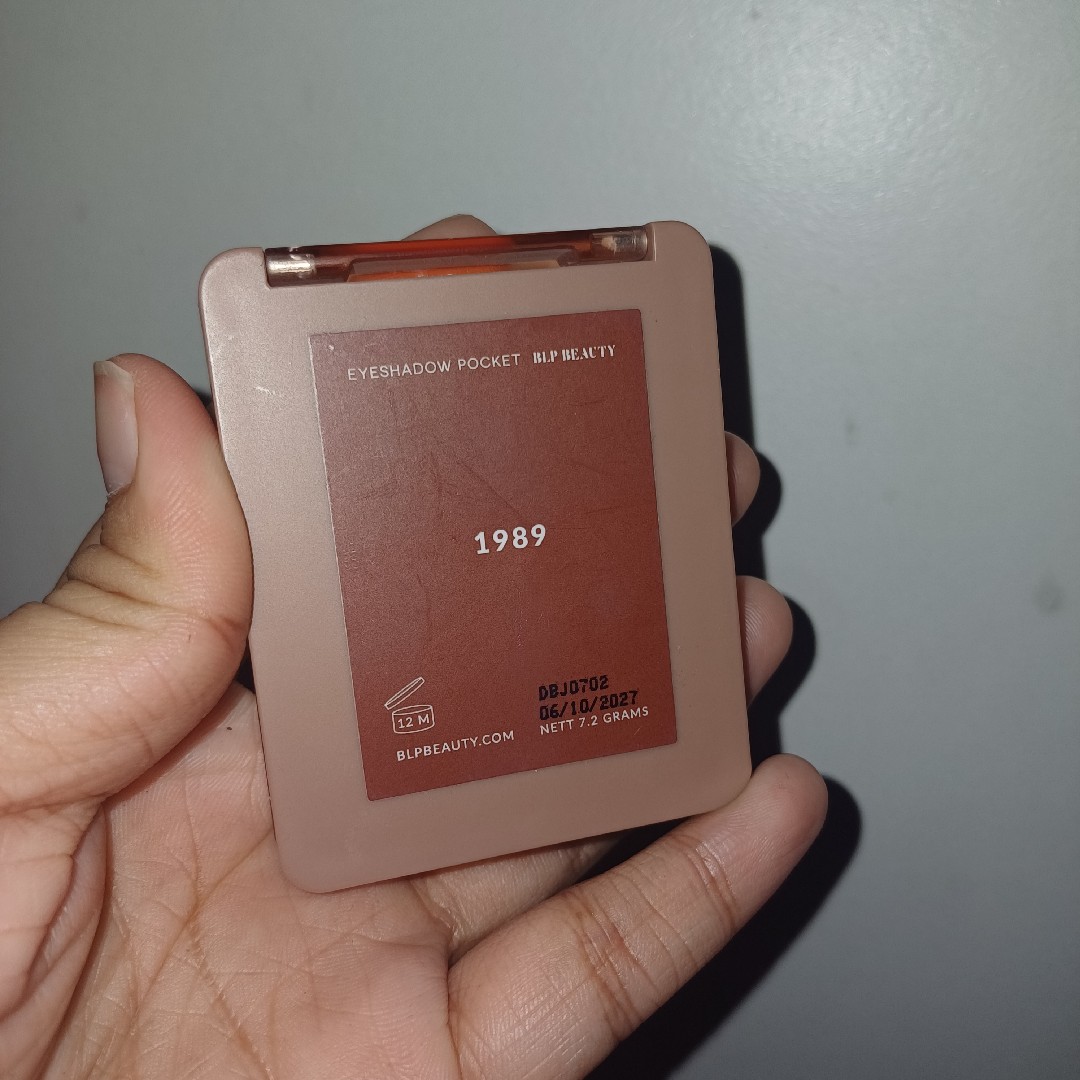 EYESHADOW POCKET BLP BEAUTY
1989
12 M
BLPBEAUTY.COM
DBJ0702
06/10/2027
NETT 7.2 GRAMS